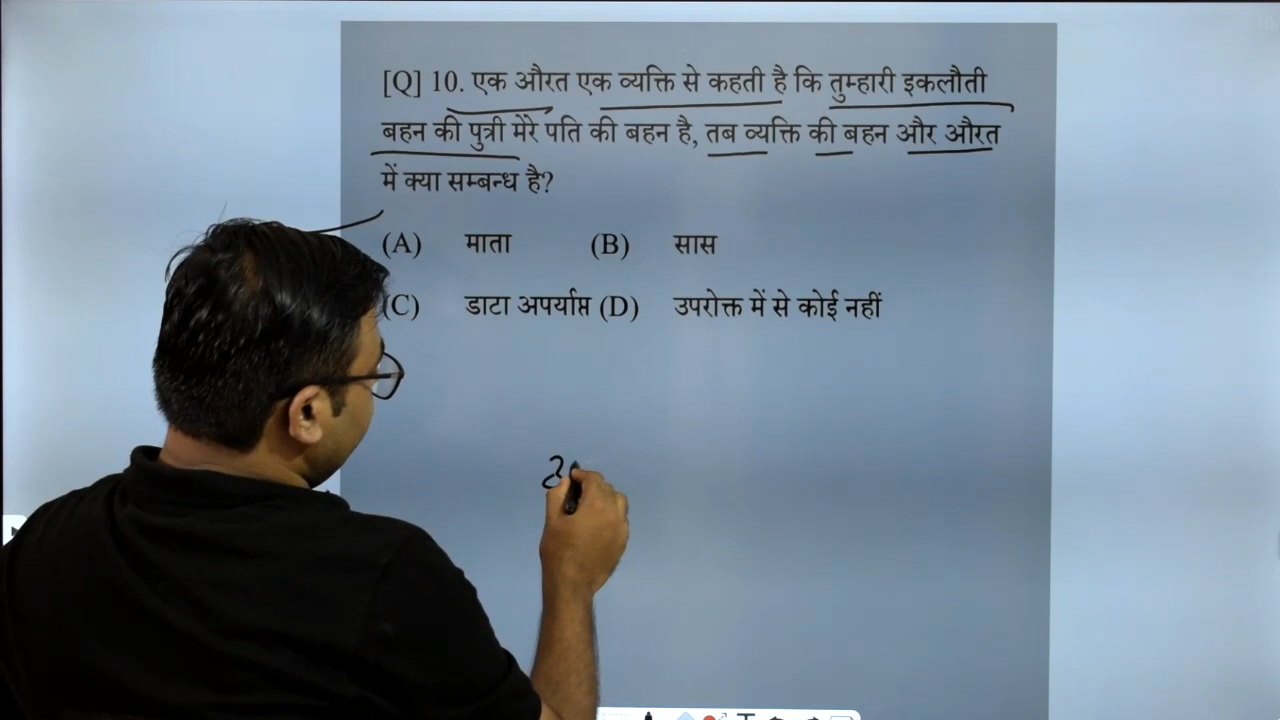 [Q] 10. एक औरत एक व्यक्ति से कहती है कि तुम्हारी इकलौती
बहन की पुत्री मेरे पति की बहन है, तब व्यक्ति की बहन और औरत
में क्या सम्बन्ध है?
(A) माता (B) सास
(C) डाटा अपर्याप्त (D) उपरोक्त में से कोई नहीं